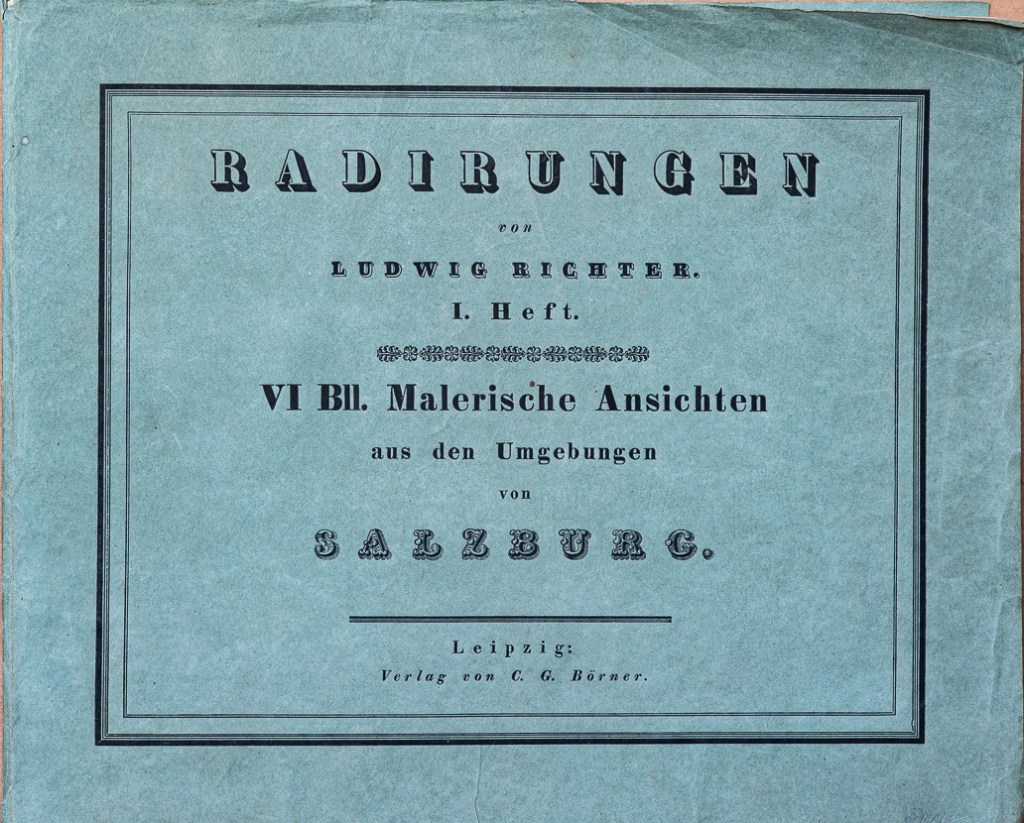 RADIRUNGEN
von
LUDWIG RICHTER.
I. Heft.
VI Bll. Malerische Ansichten
aus den Umgebungen
von
SALZBURG.
Leipzig:
Verlag von C. G. Börner.